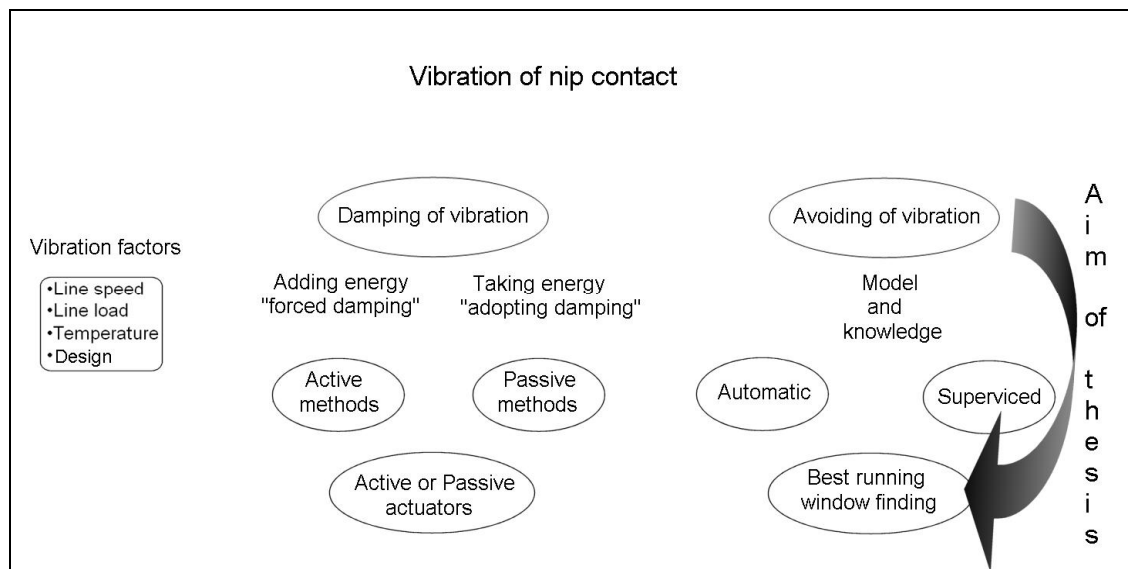 Vibration of nip contact
Damping of vibration
Avoiding of vibration
Vibration factors
•Line speed
•Line load
•Temperature
•Design
Adding energy
"forced damping"
Taking energy
"adopting damping"
Model
and
knowledge
Active
methods
Passive
methods
Automatic
Superviced
Active or Passive
actuators
Best running
window finding
Aim of thesis